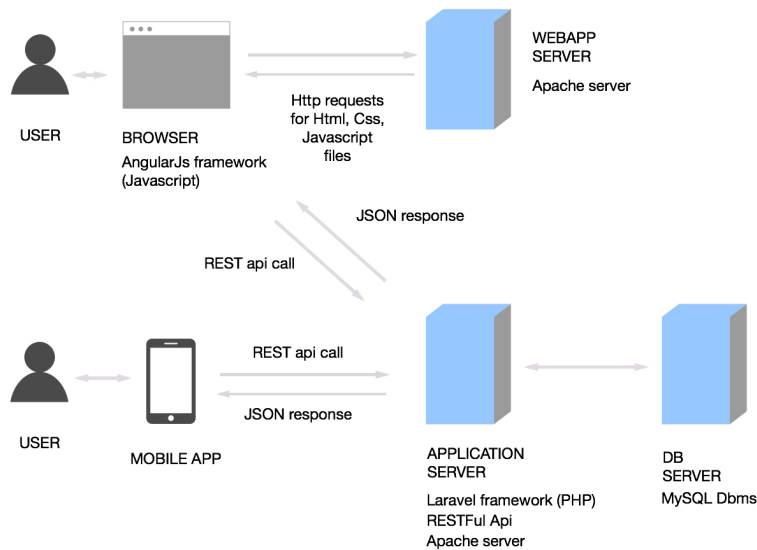 WEBAPP
SERVER
Apache server
Http requests
for Html, Css,
Javascript
files
USER
BROWSER
AngularJs framework
(Javascript)
JSON response
REST api call
REST api call
JSON response
USER
MOBILE APP
APPLICATION
SERVER
Laravel framework (PHP)
RESTFul Api
Apache server
DB
SERVER
MySQL Dbms